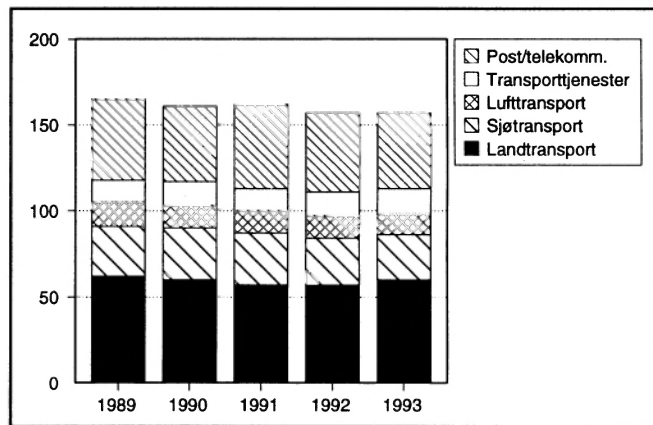 200
150
100
50
0
1989 1990 1991 1992 1993
Post/telekomm.
Transporttjenester
Lufttransport
Sjøtransport
Landtransport